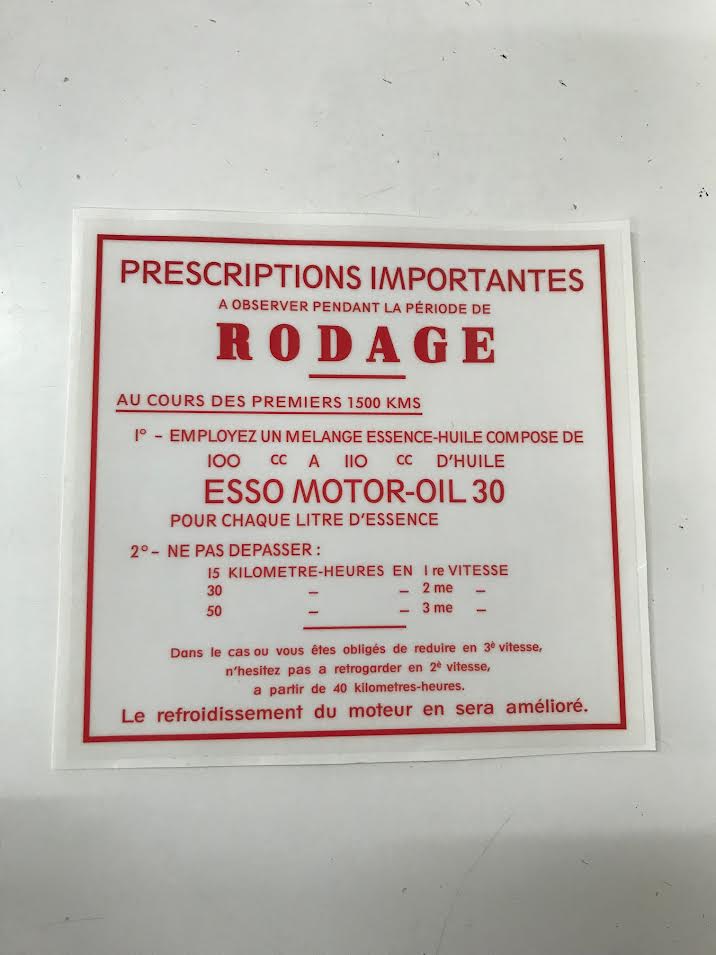 PRESCRIPTIONS IMPORTANTES
A OBSERVER PENDANT LA PÉRIODE DE
RODAGE
AU COURS DES PREMIERS 1500 KMS
1° - EMPLOYEZ UN MELANGE ESSENCE-HUILE COMPOSE DE
100 cc A 110 cc D'HUILE
ESSO MOTOR-OIL 30
POUR CHAQUE LITRE D'ESSENCE
2° - NE PAS DEPASSER :
15 KILOMETRE-HEURES EN 1 re VITESSE
30 – – 2 me –
50 – – 3 me –
Dans le cas ou vous êtes obligés de reduire en 3è vitesse,
n'hesitez pas a retrogarder en 2è vitesse,
a partir de 40 kilometres-heures.
Le refroidissement du moteur en sera amélioré.